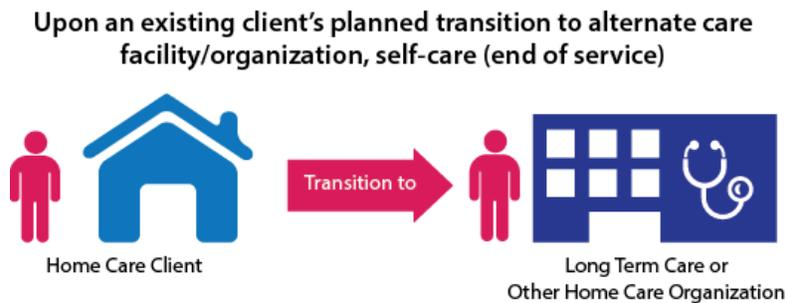 Upon an existing client’s planned transition to alternate care
facility/organization, self-care (end of service)
Transition to
Home Care Client
Long Term Care or
Other Home Care Organization